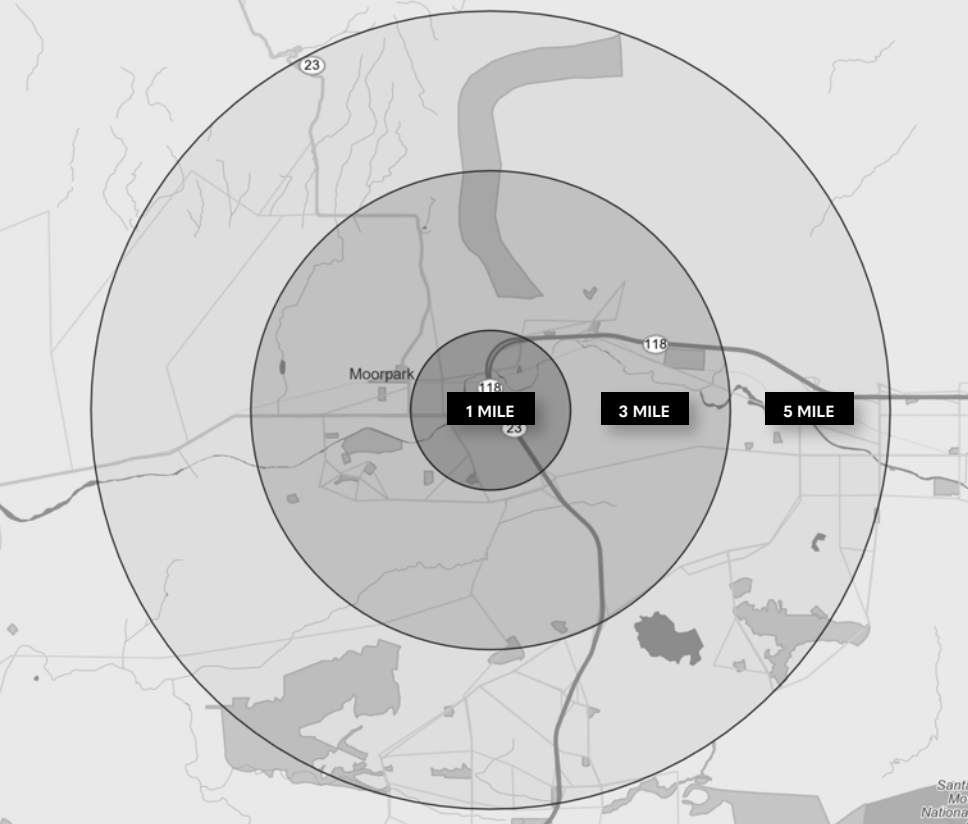 23
118
Moorpark
118
1 MILE
3 MILE
5 MILE
23
Santa
Mo
Nationa